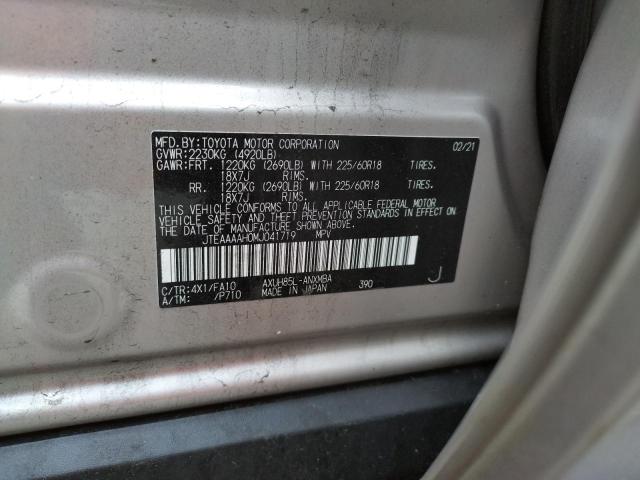 MFD. BY: TOYOTA MOTOR CORPORATION 02/21
GVWR: 2230KG (4920LB)
GAWR: FRT. 1220KG (2690LB) WITH 225/60R18 TIRES.
18X7J RIMS.
RR. 1220KG (2690LB) WITH 225/60R18 TIRES.
18X7J RIMS.
THIS VEHICLE CONFORMS TO ALL APPLICABLE FEDERAL MOTOR
VEHICLE SAFETY AND THEFT PREVENTION STANDARDS IN EFFECT ON
THE DATE OF MANUFACTURE SHOWN ABOVE.
JTEAAAAH0MJ041719 MPV
C/TR: 4X1/FA10 AXUH85L-ANXMBA 390 J
A/TM: /P710 MADE IN JAPAN